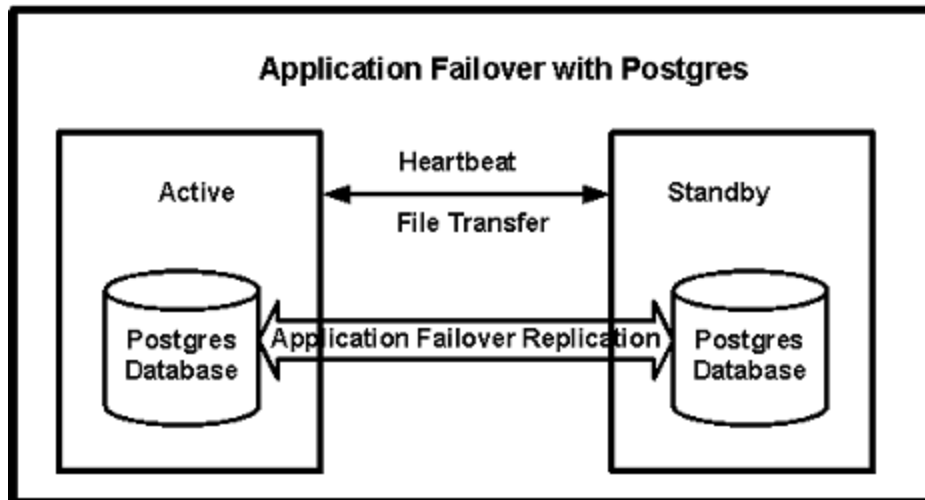 Application Failover with Postgres
Heartbeat
Active
Standby
File Transfer
Postgres
Database
Application Failover Replication
Postgres
Database